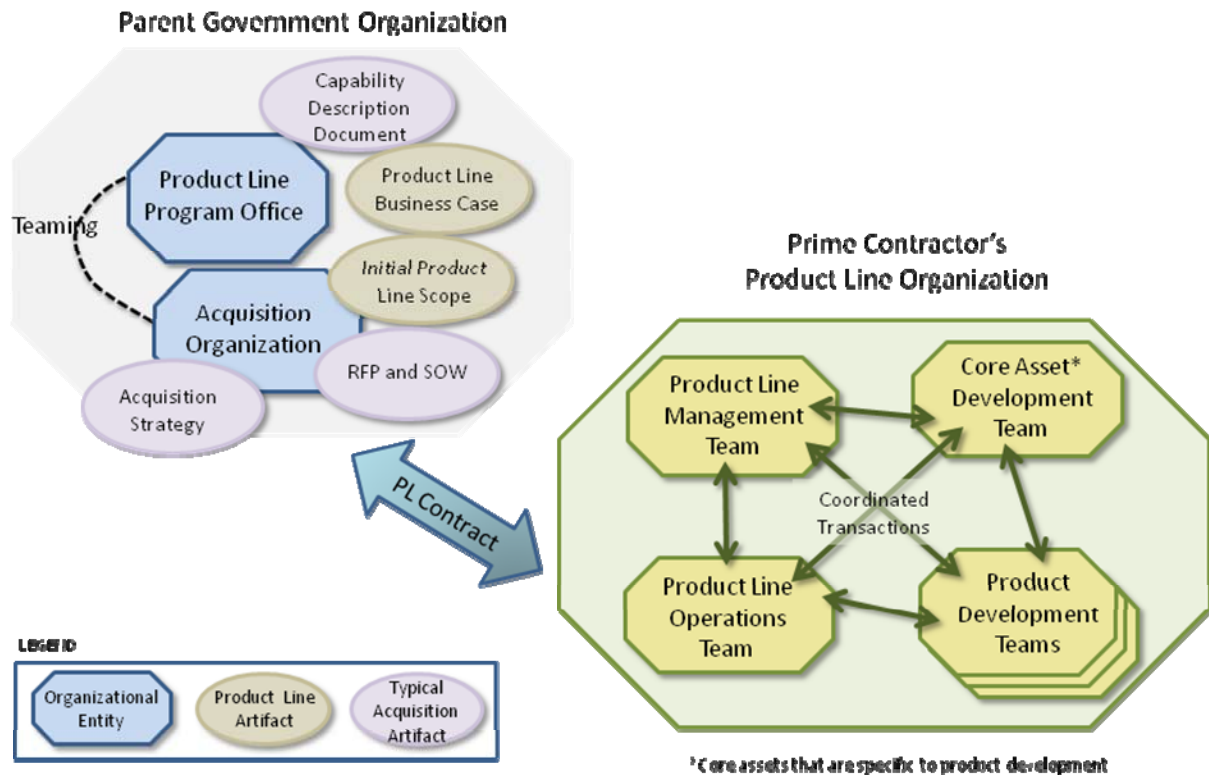 Parent Government Organization
Capability
Description
Document
Product Line
Program Office
Product Line
Business Case
Teaming
Initial Product
Line Scope
Acquisition
Organization
RFP and SOW
Acquisition
Strategy
PL Contract
Prime Contractor's
Product Line Organization
Product Line
Management
Team
Core Asset*
Development
Team
Coordinated
Transactions
Product Line
Operations
Team
Product
Development
Teams
LEGEND
Organizational
Entity
Product Line
Artifact
Typical
Acquisition
Artifact
*Core assets that are specific to product development